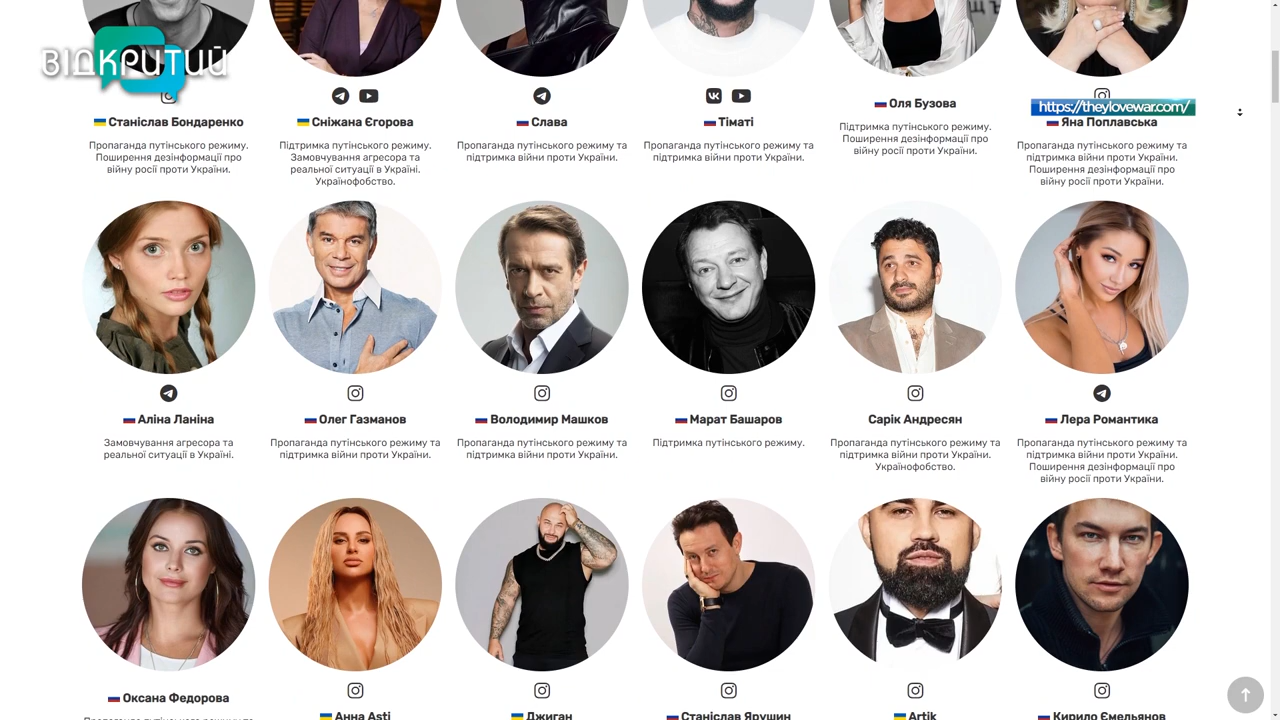 ВІДКРИТИЙ
https://theylovewar.com/
Станіслав Бондаренко
Пропаганда путінського режиму.
Поширення дезінформації про
війну росії проти України.
Сніжана Єгорова
Підтримка путінського режиму.
Замовчування агресора та
реальної ситуації в Україні.
Українофобство.
Слава
Пропаганда путінського режиму та
підтримка війни проти України.
Тіматі
Пропаганда путінського режиму та
підтримка війни проти України.
Оля Бузова
Підтримка путінського режиму.
Поширення дезінформації про
війну росії проти України.
Яна Поплавська
Пропаганда путінського режиму та
підтримка війни проти України.
Поширення дезінформації про
війну росії проти України.
Аліна Ланіна
Замовчування агресора та
реальної ситуації в Україні.
Олег Газманов
Пропаганда путінського режиму та
підтримка війни проти України.
Володимир Машков
Пропаганда путінського режиму та
підтримка війни проти України.
Марат Башаров
Підтримка путінського режиму.
Сарік Андресян
Пропаганда путінського режиму та
підтримка війни проти України.
Українофобство.
Лера Романтика
Пропаганда путінського режиму та
підтримка війни проти України.
Поширення дезінформації про
війну росії проти України.
Оксана Федорова
Анна Asti
Джиган
Станіслав Ярушин
Artik
Кирило Ємельянов